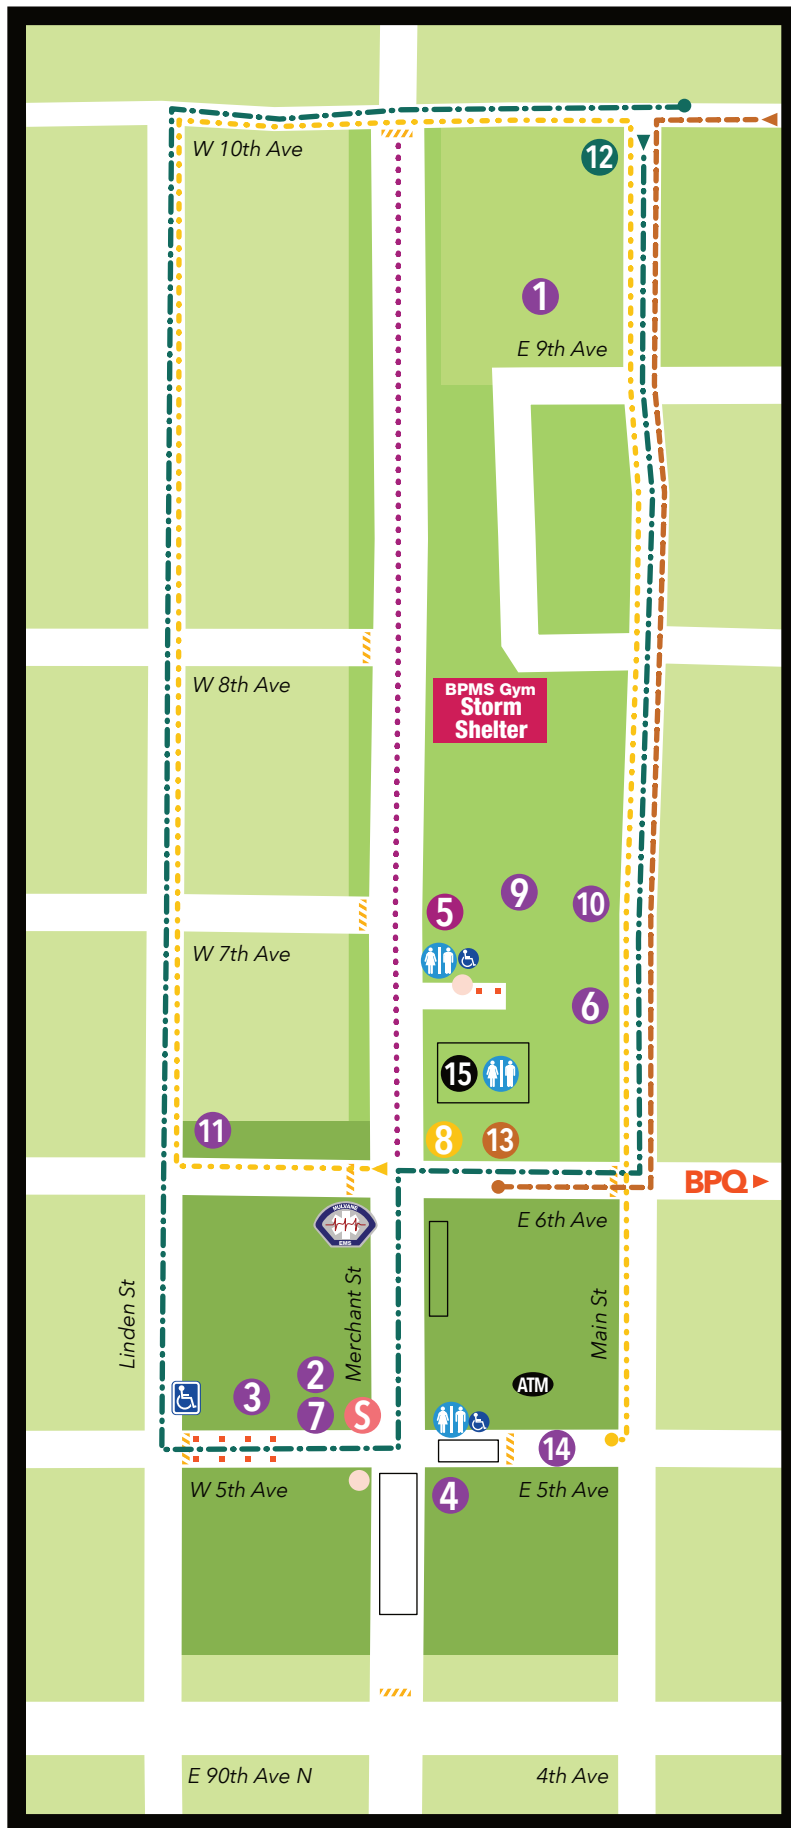 W 10th Ave
12
1
E 9th Ave
W 8th Ave
BPMS Gym
Storm
Shelter
9
5
10
W 7th Ave
6
15
11
8
13
BPQ
MULVANE
EMS
E 6th Ave
Linden St
Merchant St
Main St
2
ATM
3
7
S
14
W 5th Ave
4
E 5th Ave
E 90th Ave N
4th Ave